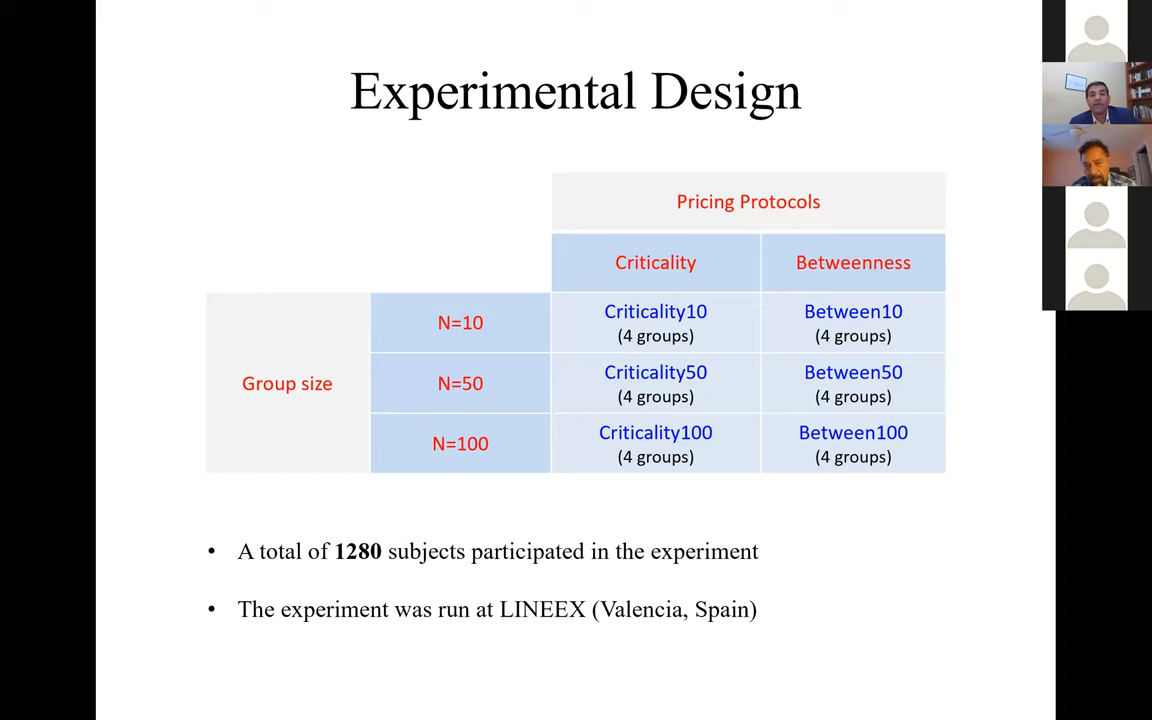 Experimental Design
Pricing Protocols
Criticality Betweenness
Group size
N=10 Criticality10 Between10
(4 groups) (4 groups)
N=50 Criticality50 Between50
(4 groups) (4 groups)
N=100 Criticality100 Between100
(4 groups) (4 groups)
• A total of 1280 subjects participated in the experiment
• The experiment was run at LINEEX (Valencia, Spain)